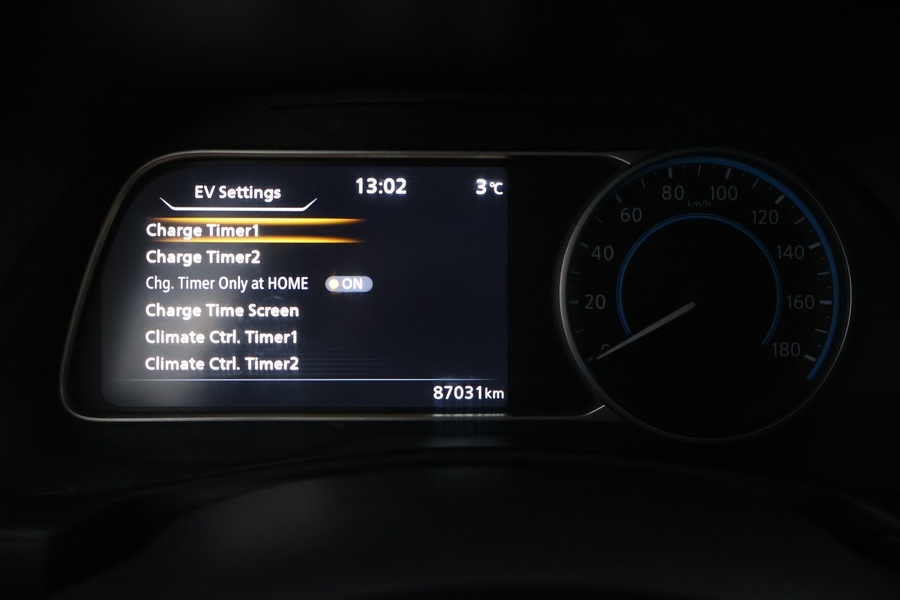 EV Settings 13:02 3°C
Charge Timer1
Charge Timer2
Chg. Timer Only at HOME ON
Charge Time Screen
Climate Ctrl. Timer1
Climate Ctrl. Timer2
87031km
20
40
60
80
100
120
140
160
180
km/h